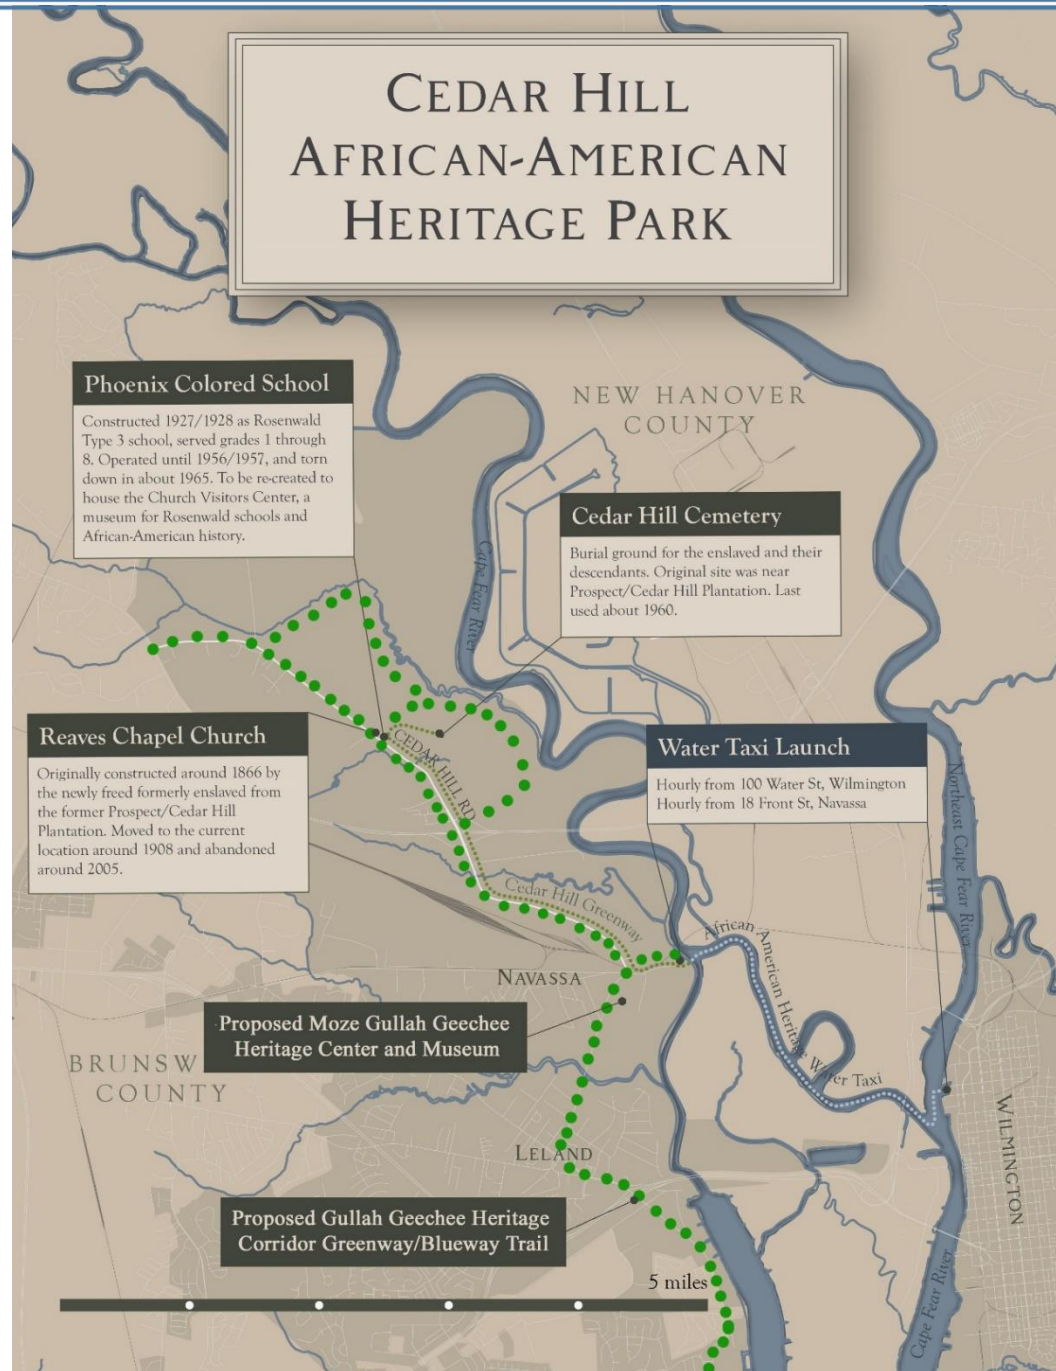 CEDAR HILL
AFRICAN-AMERICAN
HERITAGE PARK
Phoenix Colored School
Constructed 1927/1928 as Rosenwald
Type 3 school, served grades 1 through
8. Operated until 1956/1957, and torn
down in about 1965. To be re-created to
house the Church Visitors Center, a
museum for Rosenwald schools and
African-American history.
NEW HANOVER
COUNTY
Cedar Hill Cemetery
Burial ground for the enslaved and their
descendants. Original site was near
Prospect/Cedar Hill Plantation. Last
used about 1960.
Cape Fear River
Reaves Chapel Church
Originally constructed around 1866 by
the newly freed formerly enslaved from
the former Prospect/Cedar Hill
Plantation. Moved to the current
location around 1908 and abandoned
around 2005.
CEDAR HILL RD
Water Taxi Launch
Hourly from 100 Water St, Wilmington
Hourly from 18 Front St, Navassa
Northeast Cape Fear River
Cedar Hill Greenway
African American Heritage Water Taxi
NAVASSA
Proposed Moze Gullah Geechee
Heritage Center and Museum
BRUNSW
COUNTY
WILMINGTON
LELAND
Proposed Gullah Geechee Heritage
Corridor Greenway/Blueway Trail
5 miles
Cape Fear River